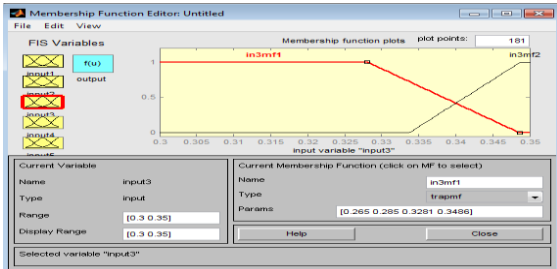 Membership Function Editor: Untitled
File Edit View
FIS Variables
Membership function plots plot points: 181
f(u)
output
input1
input2
input3
input4
input5
in3mf1
in3mf2
1
0.5
0
0.3 0.305 0.31 0.315 0.32 0.325 0.33 0.335 0.34 0.345 0.35
input variable "input3"
Current Variable
Name input3
Type input
Range [0.3 0.35]
Display Range [0.3 0.35]
Current Membership Function (click on MF to select)
Name in3mf1
Type trapmf
Params [0.265 0.285 0.3281 0.3486]
Help Close
Selected variable "input3"